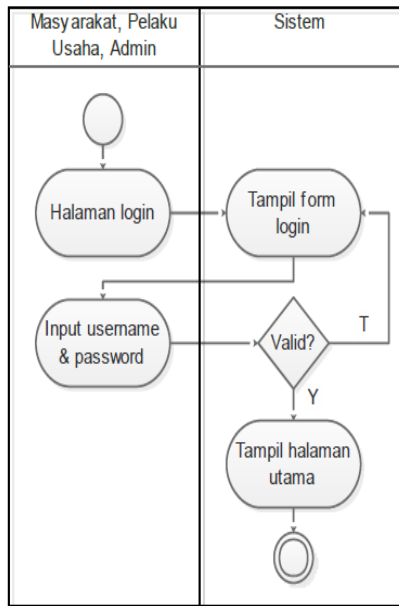 Masyarakat, Pelaku
Usaha, Admin
Sistem
Halaman login
Tampil form
login
Input username
& password
Valid?
T
Y
Tampil halaman
utama